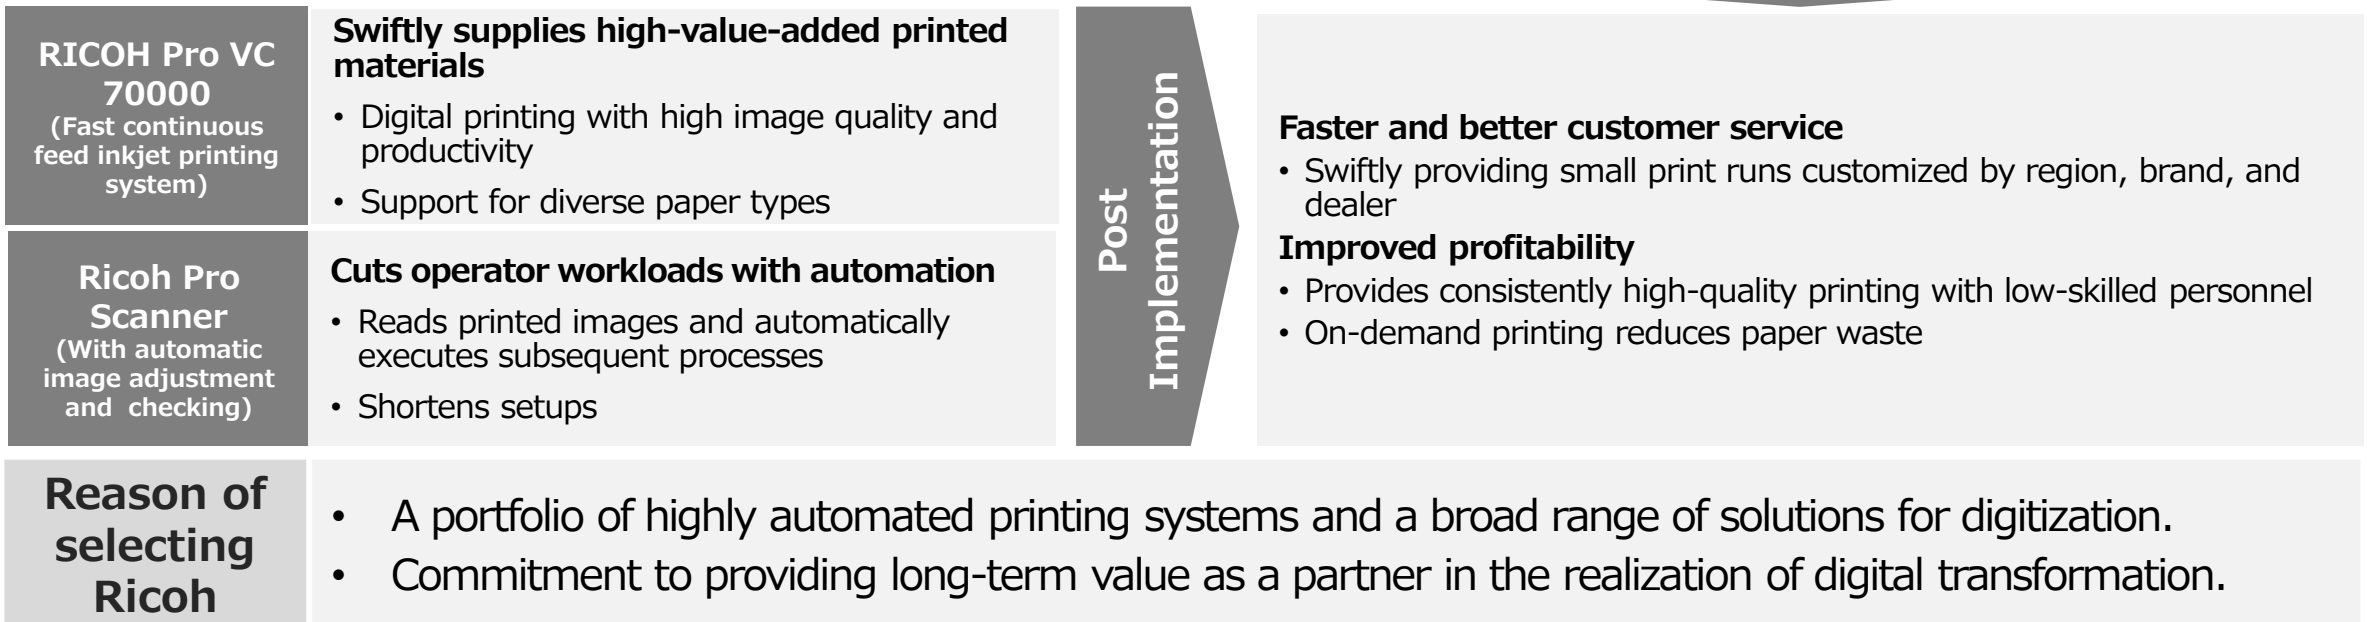 RICOH Pro VC
70000
(Fast continuous
feed inkjet printing
system)
Swiftly supplies high-value-added printed
materials
• Digital printing with high image quality and
productivity
• Support for diverse paper types
Ricoh Pro
Scanner
(With automatic
image adjustment
and checking)
Cuts operator workloads with automation
• Reads printed images and automatically
executes subsequent processes
• Shortens setups
Post
Implementation
Faster and better customer service
• Swiftly providing small print runs customized by region, brand, and
dealer
Improved profitability
• Provides consistently high-quality printing with low-skilled personnel
• On-demand printing reduces paper waste
Reason of
selecting
Ricoh
• A portfolio of highly automated printing systems and a broad range of solutions for digitization.
• Commitment to providing long-term value as a partner in the realization of digital transformation.